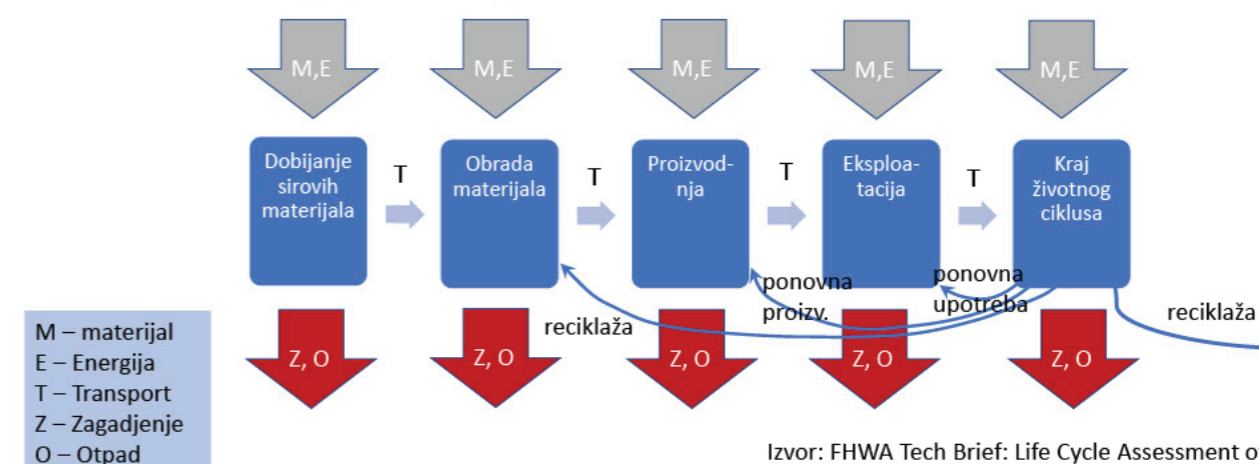 M,E
M,E
M,E
M,E
M,E
Dobijanje
sirovih
materijala
T
Obrada
materijala
T
Proizvod-
nja
T
Eksploa-
tacija
T
Kraj
životnog
ciklusa
ponovna
proizv.
ponovna
upotreba
reciklaža
reciklaža
Z, O
Z, O
Z, O
Z, O
Z, O
M – materijal
E – Energija
T – Transport
Z – Zagadjenje
O – Otpad
Izvor: FHWA Tech Brief: Life Cycle Assessment o